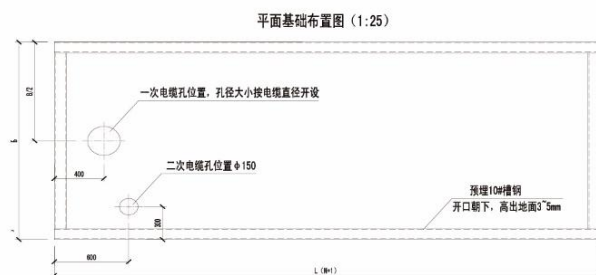 平面基础布置图（1:25）
B/2
一次电缆孔位置，孔径大小按电缆直径开设
400
二次电缆孔位置Φ150
300
预埋10#槽钢
开口朝下，高出地面3~5mm
600
L（N+1）